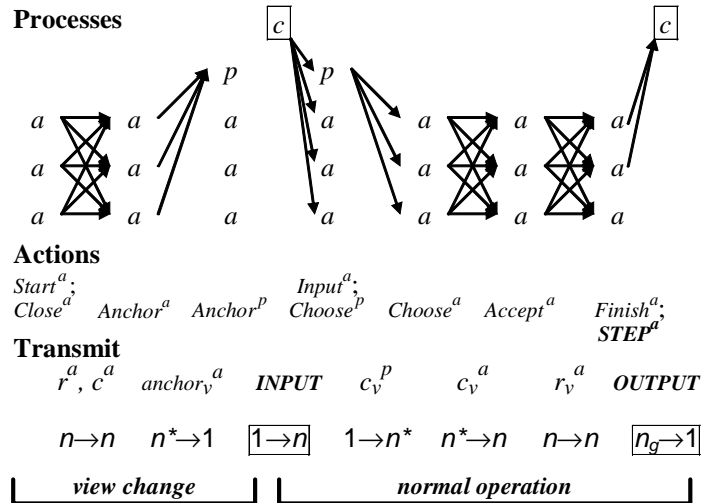 Processes
c c
p p
a a a a a a a a
a a a a a a a a
a a a a a a a a
Actions
Start^a; Input^a;
Close^a Anchor^a Anchor^p Choose^p Choose^a Accept^a Finish^a;
STEP^a
Transmit
r^a, c^a anchor_v^a INPUT c_v^p c_v^a r_v^a OUTPUT
n→n n*→1 1→n 1→n* n*→n n→n n_g→1
view change normal operation